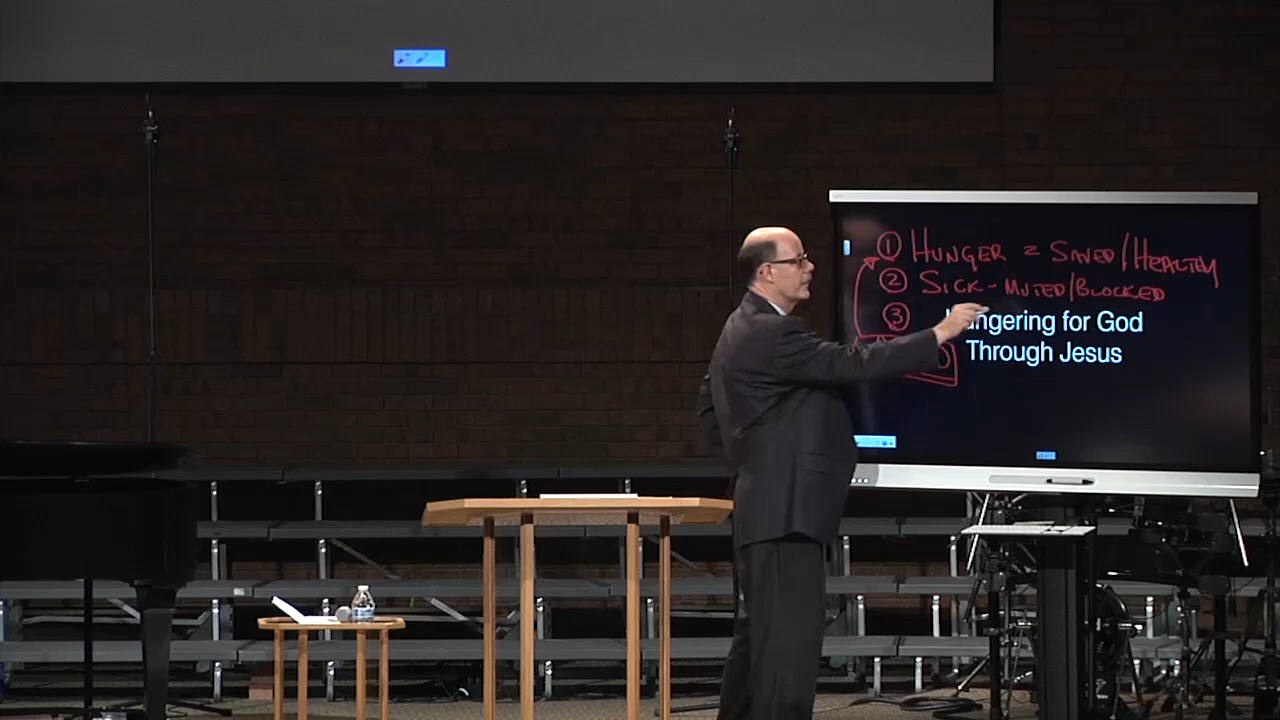 ① HUNGER = SAVED/HEALTHY
② SICK - MUTED/BLOCKED
③
Hungering for God
Through Jesus